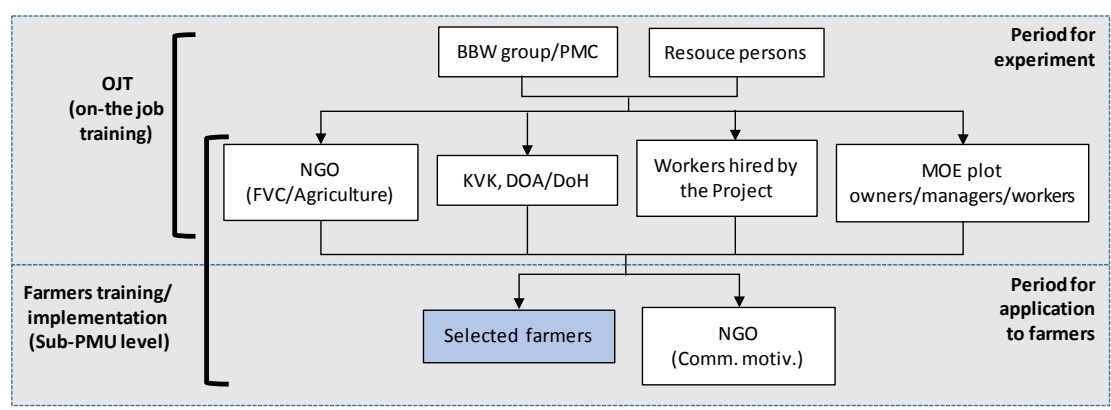 BBW group/PMC
Resouce persons
Period for
experiment
OJT
(on-the job
training)
NGO
(FVC/Agriculture)
KVK, DOA/DoH
Workers hired by
the Project
MOE plot
owners/managers/workers
Farmers training/
implementation
(Sub-PMU level)
Selected farmers
NGO
(Comm. motiv.)
Period for
application
to farmers